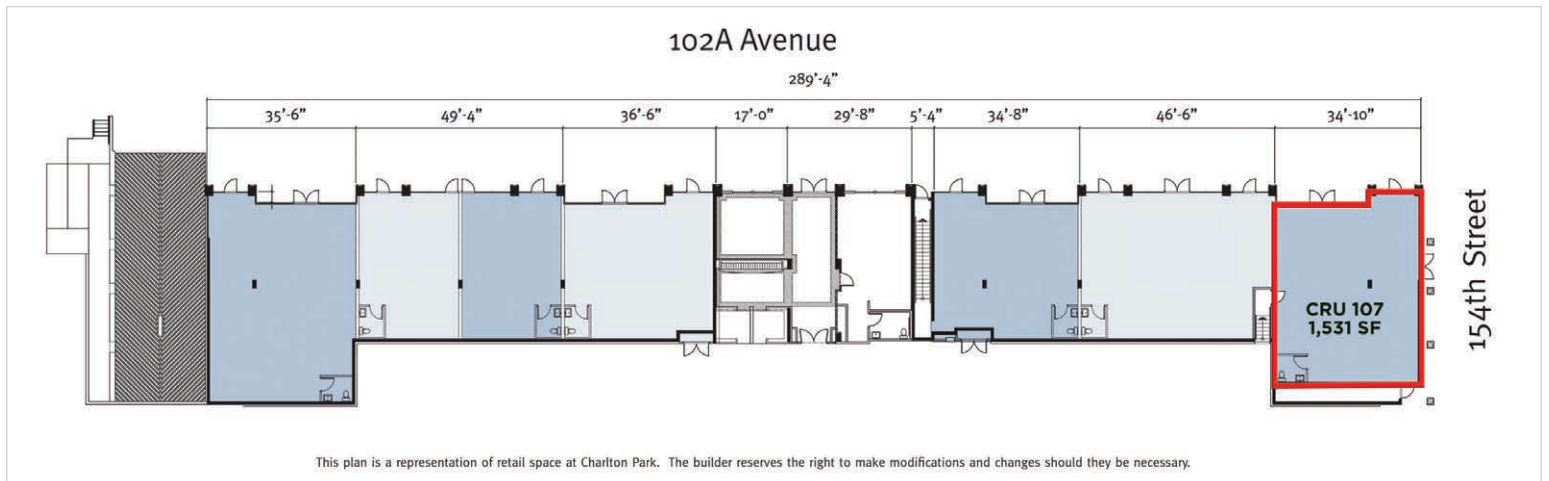 102A Avenue
289'-4"
35'-6" 49'-4" 36'-6" 17'-0" 29'-8" 5'-4" 34'-8" 46'-6" 34'-10"
154th Street
CRU 107
1,531 SF
This plan is a representation of retail space at Charlton Park. The builder reserves the right to make modifications and changes should they be necessary.